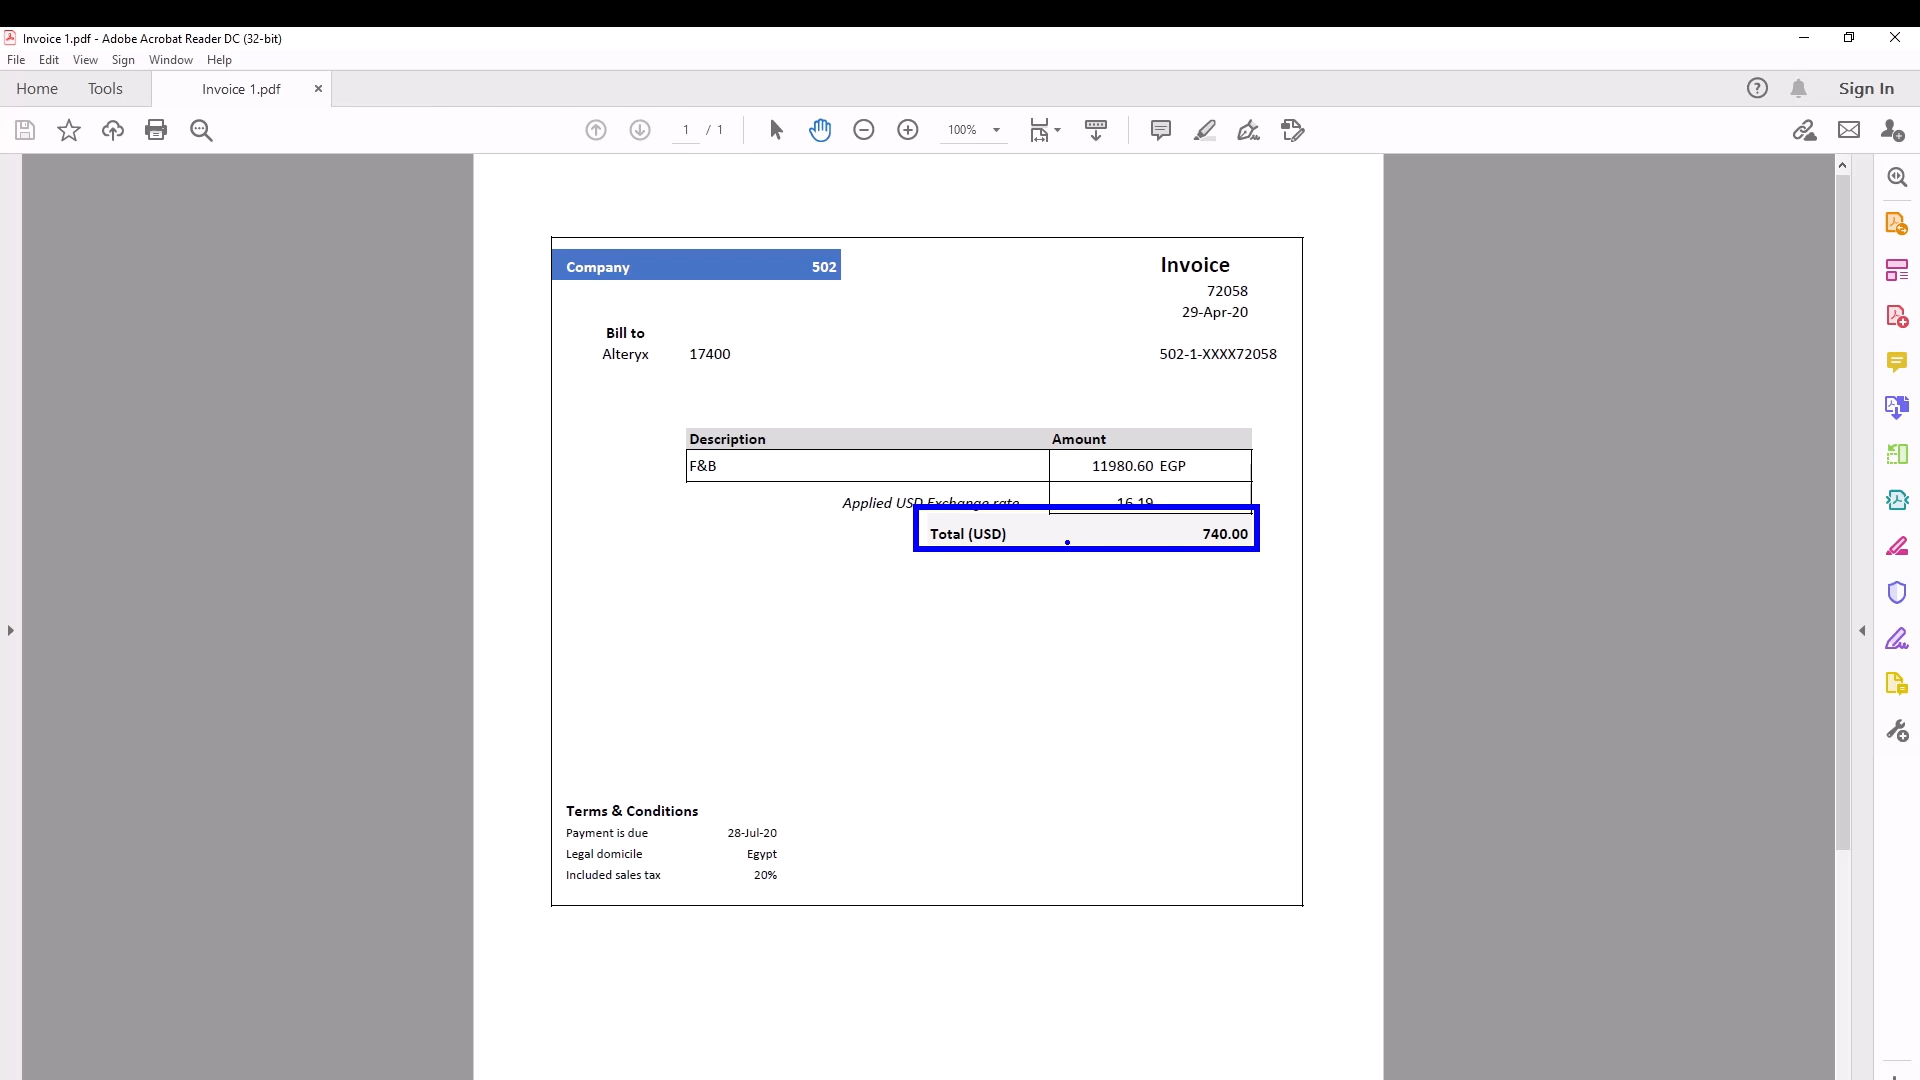 Invoice 1.pdf - Adobe Acrobat Reader DC (32-bit)
File Edit View Sign Window Help
Home Tools Invoice 1.pdf × Sign In
1 / 1 100%
Company 502 Invoice
72058
29-Apr-20
Bill to
Alteryx 17400 502-1-XXXX72058
Description Amount
F&B 11980.60 EGP
Applied USD Exchange rate 16.19
Total (USD) 740.00
Terms & Conditions
Payment is due 28-Jul-20
Legal domicile Egypt
Included sales tax 20%